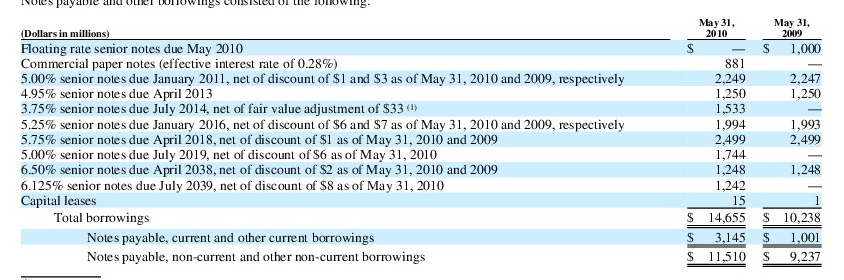 Notes payable and other borrowings consisted of the following:
May 31, May 31,
(Dollars in millions) 2010 2009
Floating rate senior notes due May 2010 $ — $ 1,000
Commercial paper notes (effective interest rate of 0.28%) 881 —
5.00% senior notes due January 2011, net of discount of $1 and $3 as of May 31, 2010 and 2009, respectively 2,249 2,247
4.95% senior notes due April 2013 1,250 1,250
3.75% senior notes due July 2014, net of fair value adjustment of $33 (1) 1,533 —
5.25% senior notes due January 2016, net of discount of $6 and $7 as of May 31, 2010 and 2009, respectively 1,994 1,993
5.75% senior notes due April 2018, net of discount of $1 as of May 31, 2010 and 2009 2,499 2,499
5.00% senior notes due July 2019, net of discount of $6 as of May 31, 2010 1,744 —
6.50% senior notes due April 2038, net of discount of $2 as of May 31, 2010 and 2009 1,248 1,248
6.125% senior notes due July 2039, net of discount of $8 as of May 31, 2010 1,242 —
Capital leases 15 1
Total borrowings $ 14,655 $ 10,238
Notes payable, current and other current borrowings $ 3,145 $ 1,001
Notes payable, non-current and other non-current borrowings $ 11,510 $ 9,237